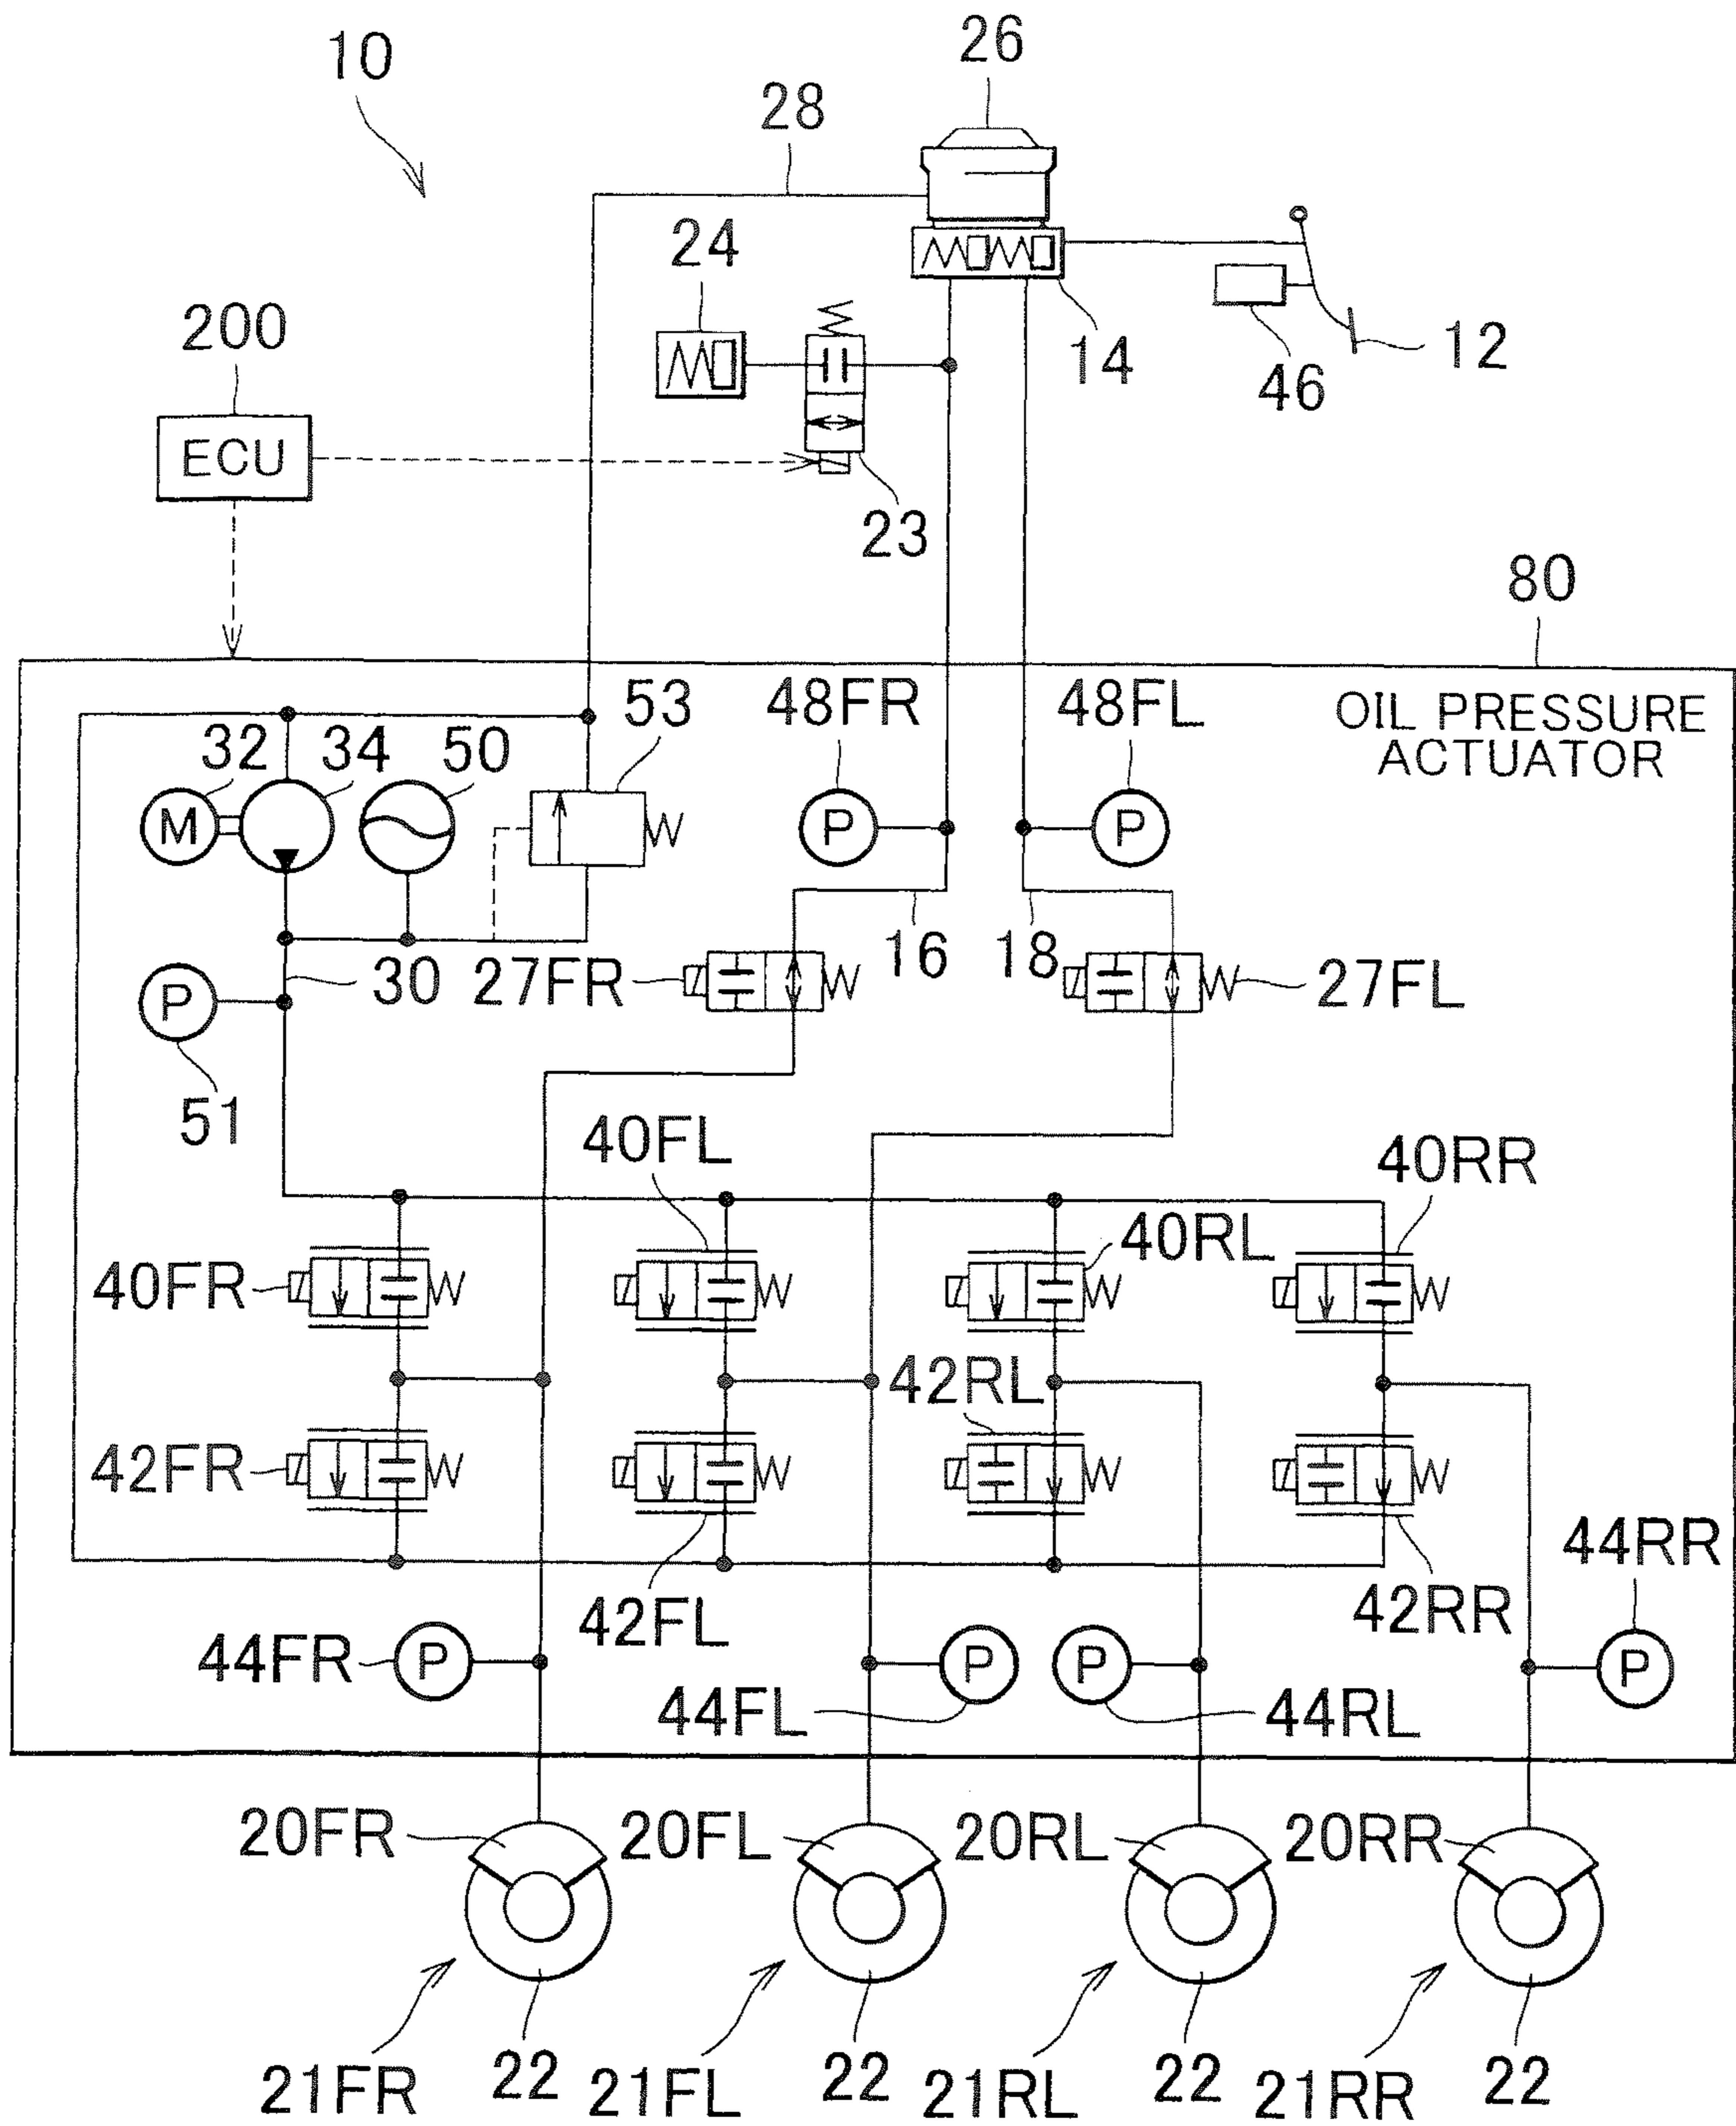 26
10
28
24
200
14
12
46
ECU
23
80
53
48FR
48FL
OIL PRESSURE
ACTUATOR
32
34
50
M
P
P
16
18
27FR
27FL
30
P
51
40FL
40RR
40RL
40FR
42RL
42FR
44RR
42FL
42RR
44FR
P
P
P
P
44FL
44RL
20FR
20FL
20RL
20RR
21FR
22
21FL
22
21RL
22
21RR
22